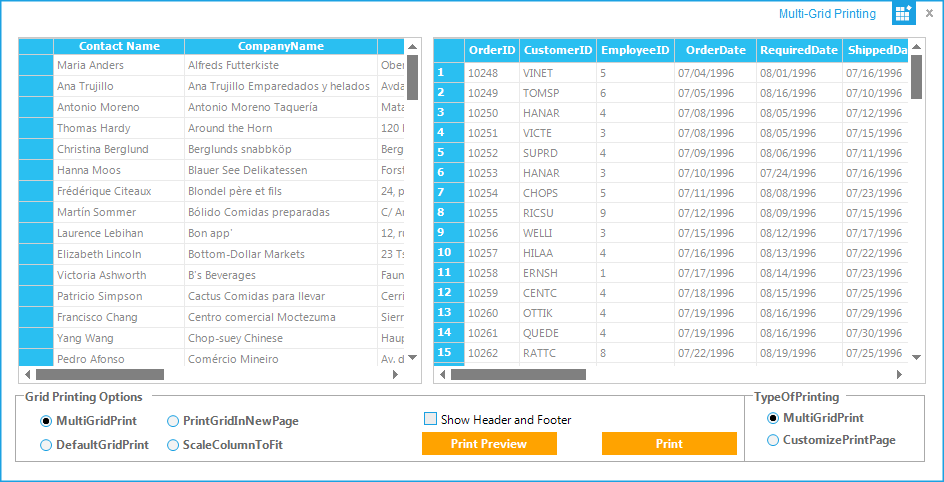 Multi-Grid Printing
Contact Name CompanyName
Maria Anders Alfreds Futterkiste Ober
Ana Trujillo Ana Trujillo Emparedados y helados Avda
Antonio Moreno Antonio Moreno Taquería Mata
Thomas Hardy Around the Horn 120 H
Christina Berglund Berglunds snabbköp Berg
Hanna Moos Blauer See Delikatessen Forst
Frédérique Citeaux Blondel père et fils 24, p
Martín Sommer Bólido Comidas preparadas C/ Ar
Laurence Lebihan Bon app' 12, ru
Elizabeth Lincoln Bottom-Dollar Markets 23 Ts
Victoria Ashworth B's Beverages Faun
Patricio Simpson Cactus Comidas para llevar Cerri
Francisco Chang Centro comercial Moctezuma Sierr
Yang Wang Chop-suey Chinese Haup
Pedro Afonso Comércio Mineiro Av. d
OrderID CustomerID EmployeeID OrderDate RequiredDate ShippedDa
1 10248 VINET 5 07/04/1996 08/01/1996 07/16/1996
2 10249 TOMSP 6 07/05/1996 08/16/1996 07/10/1996
3 10250 HANAR 4 07/08/1996 08/05/1996 07/12/1996
4 10251 VICTE 3 07/08/1996 08/05/1996 07/15/1996
5 10252 SUPRD 4 07/09/1996 08/06/1996 07/11/1996
6 10253 HANAR 3 07/10/1996 07/24/1996 07/16/1996
7 10254 CHOPS 5 07/11/1996 08/08/1996 07/23/1996
8 10255 RICSU 9 07/12/1996 08/09/1996 07/15/1996
9 10256 WELLI 3 07/15/1996 08/12/1996 07/17/1996
10 10257 HILAA 4 07/16/1996 08/13/1996 07/22/1996
11 10258 ERNSH 1 07/17/1996 08/14/1996 07/23/1996
12 10259 CENTC 4 07/18/1996 08/15/1996 07/25/1996
13 10260 OTTIK 4 07/19/1996 08/16/1996 07/29/1996
14 10261 QUEDE 4 07/19/1996 08/16/1996 07/30/1996
15 10262 RATTC 8 07/22/1996 08/19/1996 07/25/1996
Grid Printing Options
MultiGridPrint PrintGridInNewPage
DefaultGridPrint ScaleColumnToFit
Show Header and Footer
Print Preview Print
TypeOfPrinting
MultiGridPrint
CustomizePrintPage